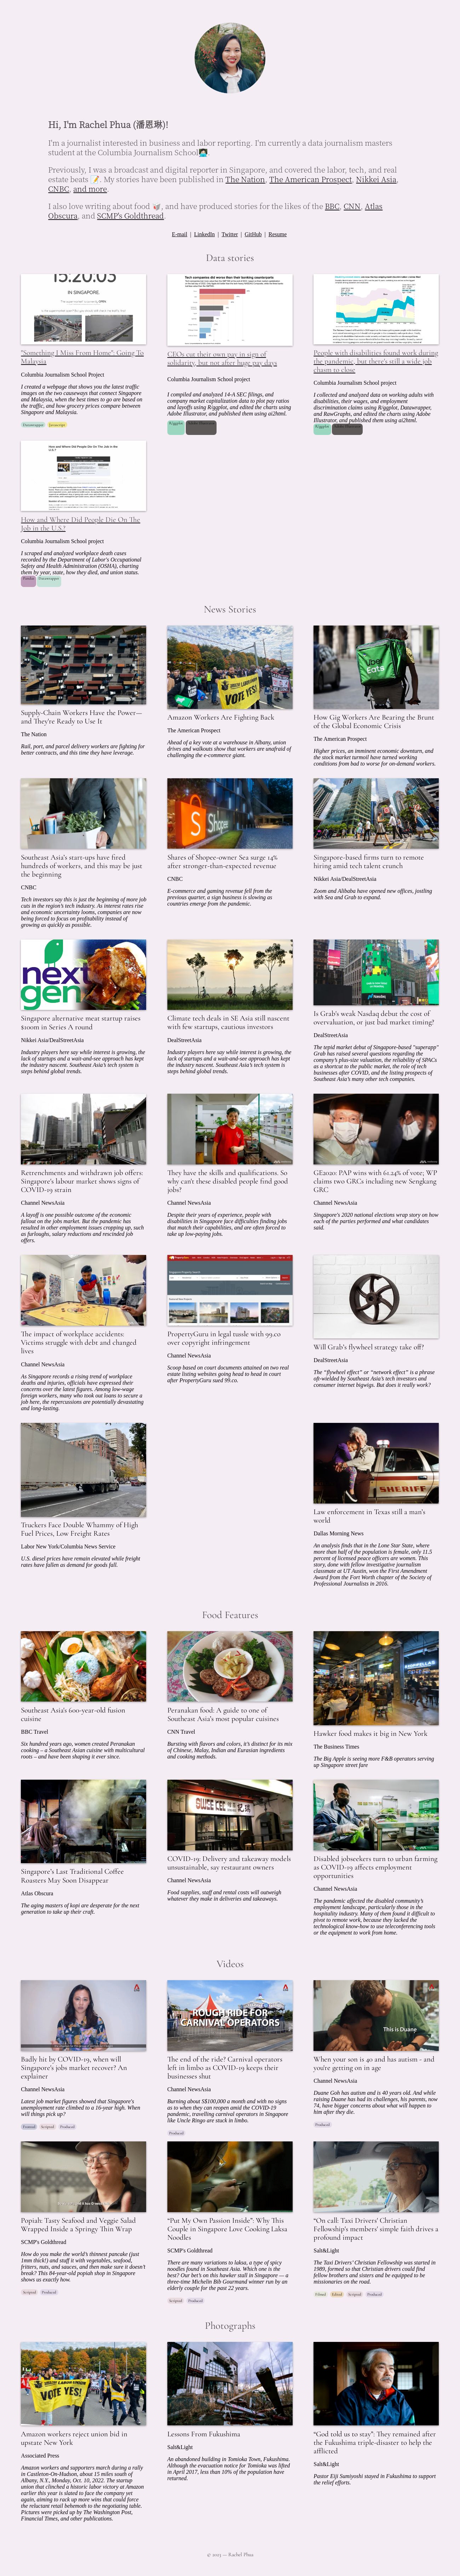 Hi, I'm Rachel Phua (潘恩琳)!
I'm a journalist interested in business and labor reporting. I'm currently a data journalism masters
student at the Columbia Journalism School👩🏻‍💻.
Previously, I was a broadcast and digital reporter in Singapore, and covered the labor, tech, and real
estate beats 📝. My stories have been published in The Nation, The American Prospect, Nikkei Asia,
CNBC, and more.
I also love writing about food 🥡, and have produced stories for the likes of the BBC, CNN, Atlas
Obscura, and SCMP's Goldthread.
E-mail | LinkedIn | Twitter | GitHub | Resume
Data stories
15:20:03
IN SINGAPORE.
"Something I Miss From Home": Going To
Malaysia
Columbia Journalism School Project
I created a webpage that shows the latest traffic
images on the two causeways that connect Singapore
and Malaysia, when the best times to go are based on
the traffic, and how grocery prices compare between
Singapore and Malaysia.
Datawrapper Javascript
Tech companies did worse than their banking counterparts
CEOs cut their own pay in sign of
solidarity, but not after huge pay days
Columbia Journalism School project
I compiled and analyzed 14-A SEC filings, and
company market capitalization data to plot pay ratios
and layoffs using R/ggplot, and edited the charts using
Adobe Illustrator, and published them using ai2html.
R/ggplot
People with disabilities found work during
the pandemic, but there's still a wide job
chasm to close
Columbia Journalism School project
I collected and analyzed data on working adults with
disabilities, their wages, and employment
discrimination claims using R/ggplot, Datawrapper,
and RawGraphs, and edited the charts using Adobe
Illustrator, and published them using ai2html.
R/ggplot
How and Where Did People Die On The Job in the U.S.?
How and Where Did People Die On The
Job in the U.S.?
Columbia Journalism School project
I scraped and analyzed workplace death cases
recorded by the Department of Labor's Occupational
Safety and Health Administration (OSHA), charting
them by year, state, how they died, and union status.
Pandas Datawrapper
News Stories
Supply-Chain Workers Have the Power—
and They're Ready to Use It
The Nation
Rail, port, and parcel delivery workers are fighting for
better contracts, and this time they have leverage.
VOTE YES!
Amazon Workers Are Fighting Back
The American Prospect
Ahead of a key vote at a warehouse in Albany, union
drives and walkouts show that workers are unafraid of
challenging the e-commerce giant.
Uber
Eats
How Gig Workers Are Bearing the Brunt
of the Global Economic Crisis
The American Prospect
Higher prices, an imminent economic downturn, and
the stock market turmoil have turned working
conditions from bad to worse for on-demand workers.
Southeast Asia's start-ups have fired
hundreds of workers, and this may be just
the beginning
CNBC
Tech investors say this is just the beginning of more job
cuts in the region's tech industry. As interest rates rise
and economic uncertainty looms, companies are now
being forced to focus on profitability instead of
growing as quickly as possible.
Shopee
Shares of Shopee-owner Sea surge 14%
after stronger-than-expected revenue
CNBC
E-commerce and gaming revenue fell from the
previous quarter, a sign business is slowing as
countries emerge from the pandemic.
Singapore-based firms turn to remote
hiring amid tech talent crunch
Nikkei Asia/DealStreetAsia
Zoom and Alibaba have opened new offices, jostling
with Sea and Grab to expand.
next
gen
Singapore alternative meat startup raises
$100m in Series A round
Nikkei Asia/DealStreetAsia
Industry players here say while interest is growing, the
lack of startups and a wait-and-see approach has kept
the industry nascent. Southeast Asia's tech system is
steps behind global trends.
Climate tech deals in SE Asia still nascent
with few startups, cautious investors
DealStreetAsia
Industry players here say while interest is growing, the
lack of startups and a wait-and-see approach has kept
the industry nascent. Southeast Asia's tech system is
steps behind global trends.
Is Grab's weak Nasdaq debut the cost of
overvaluation, or just bad market timing?
DealStreetAsia
The tepid market debut of Singapore-based "superapp"
Grab has raised several questions regarding the
company's plus-size valuation, the reliability of SPACs
as a shortcut to the public market, the role of tech
businesses after COVID, and the listing prospects of
Southeast Asia's many other tech companies.
Retrenchments and withdrawn job offers:
Singapore's labour market shows signs of
COVID-19 strain
Channel NewsAsia
A layoff is one possible outcome of the economic
fallout on the jobs market. But the pandemic has
resulted in other employment issues cropping up, such
as furloughs, salary reductions and rescinded job
offers.
They have the skills and qualifications. So
why can't these disabled people find good
jobs?
Channel NewsAsia
Despite their years of experience, people with
disabilities in Singapore face difficulties finding jobs
that match their capabilities, and are often forced to
take up low-paying jobs.
GE2020: PAP wins with 61.24% of vote; WP
claims two GRCs including new Sengkang
GRC
Channel NewsAsia
Singapore's 2020 national elections wrap story on how
each of the parties performed and what candidates
said.
The impact of workplace accidents:
Victims struggle with debt and changed
lives
Channel NewsAsia
As Singapore records a rising trend of workplace
deaths and injuries, officials have expressed their
concerns over the latest figures. Among low-wage
foreign workers, many who took out loans to secure a
job here, the repercussions are potentially devastating
and long-lasting.
PropertyGuru in legal tussle with 99.co
over copyright infringement
Channel NewsAsia
Scoop based on court documents attained on two real
estate listing websites going head to head in court
after PropertyGuru sued 99.co.
Will Grab's flywheel strategy take off?
DealStreetAsia
The “flywheel effect” or “network effect” is a phrase
oft-wielded by Southeast Asia's tech investors and
consumer internet bigwigs. But does it really work?
Truckers Face Double Whammy of High
Fuel Prices, Low Freight Rates
Labor New York/Columbia News Service
U.S. diesel prices have remain elevated while freight
rates have fallen as demand for goods fall.
SHERIFF
Law enforcement in Texas still a man's
world
Dallas Morning News
An analysis finds that in the Lone Star State, where
more than half of the population is female, only 11.5
percent of licensed peace officers are women. This
story, done with fellow investigative journalism
classmate at UT Austin, won the First Amendment
Award from the Fort Worth chapter of the Society of
Professional Journalists in 2016.
Food Features
Southeast Asia's 600-year-old fusion
cuisine
BBC Travel
Six hundred years ago, women created Peranakan
cooking – a Southeast Asian cuisine with multicultural
roots – and have been shaping it ever since.
Peranakan food: A guide to one of
Southeast Asia's most popular cuisines
CNN Travel
Bursting with flavors and colors, it's distinct for its mix
of Chinese, Malay, Indian and Eurasian ingredients
and cooking methods.
Hawker food makes it big in New York
The Business Times
The Big Apple is seeing more F&B operators serving
up Singapore street fare
Singapore's Last Traditional Coffee
Roasters May Soon Disappear
Atlas Obscura
The aging masters of kopi are desperate for the next
generation to take up their craft.
SWEE CEE
COVID-19: Delivery and takeaway models
unsustainable, say restaurant owners
Channel NewsAsia
Food supplies, staff and rental costs will outweigh
whatever they make in deliveries and takeaways.
Disabled jobseekers turn to urban farming
as COVID-19 affects employment
opportunities
Channel NewsAsia
The pandemic affected the disabled community's
employment landscape, particularly those in the
hospitality industry. Many of them found it difficult to
pivot to remote work, because they lacked the
technological know-how to use teleconferencing tools
or the equipment to work from home.
Videos
Badly hit by COVID-19, when will
Singapore's jobs market recover? An
explainer
Channel NewsAsia
Latest job market figures showed that Singapore's
unemployment rate climbed to a 16-year high. When
will things pick up?
Fronted Scripted Produced
ROUGH RIDE FOR
CARNIVAL OPERATORS
The end of the ride? Carnival operators
left in limbo as COVID-19 keeps their
businesses shut
Channel NewsAsia
Burning about S$100,000 a month and with no signs
as to when they can reopen amid the COVID-19
pandemic, travelling carnival operators in Singapore
like Uncle Ringo are stuck in limbo.
Produced
This is Duane
When your son is 40 and has autism - and
you're getting on in age
Channel NewsAsia
Duane Goh has autism and is 40 years old. And while
raising Duane has had its challenges, his parents, now
74, have bigger concerns about what will happen to
him after they die.
Produced
Popiah: Tasty Seafood and Veggie Salad
Wrapped Inside a Springy Thin Wrap
SCMP's Goldthread
How do you make the world's thinnest pancake (just
1mm thick!) and stuff it with vegetables, seafood,
fritters, nuts, and sauces, and then make sure it doesn't
break? This 84-year-old popiah shop in Singapore
shows us exactly how.
Scripted Produced
“Put My Own Passion Inside”: Why This
Couple in Singapore Love Cooking Laksa
Noodles
SCMP's Goldthread
There are many variations to laksa, a type of spicy
noodles found in Southeast Asia. Which one is the
best? Our bet's on this hawker stall in Singapore — a
three-time Michelin Bib Gourmand winner run by an
elderly couple for the past 22 years.
Scripted Produced
“On call: Taxi Drivers' Christian
Fellowship's members' simple faith drives a
profound impact
Salt&Light
The Taxi Drivers' Christian Fellowship was started in
1989, formed so that Christian drivers could find
fellow brothers and sisters and be equipped to be
missionaries on the road.
Filmed Edited Scripted Produced
Photographs
VOTE YES!
Amazon workers reject union bid in
upstate New York
Associated Press
Amazon workers and supporters march during a rally
in Castleton-On-Hudson, about 15 miles south of
Albany, N.Y., Monday, Oct. 10, 2022. The startup
union that clinched a historic labor victory at Amazon
earlier this year is slated to face the company yet
again, aiming to rack up more wins that could force
the reluctant retail behemoth to the negotiating table.
Pictures were picked up by The Washington Post,
Financial Times, and other publications.
Lessons From Fukushima
Salt&Light
An abandoned building in Tomioka Town, Fukushima.
Although the evacuation notice for Tomioka was lifted
in April 2017, less than 10% of the population have
returned.
“God told us to stay”: They remained after
the Fukushima triple-disaster to help the
afflicted
Salt&Light
Pastor Eiji Sumiyoshi stayed in Fukushima to support
the relief efforts.
© 2023 — Rachel Phua